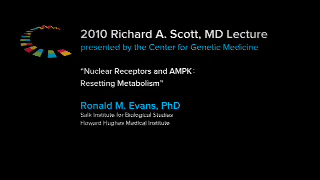 2010 Richard A. Scott, MD Lecture
presented by the Center for Genetic Medicine
"Nuclear Receptors and AMPK:
Resetting Metabolism"
Ronald M. Evans, PhD
Salk Institute for Biological Studies
Howard Hughes Medical Institute